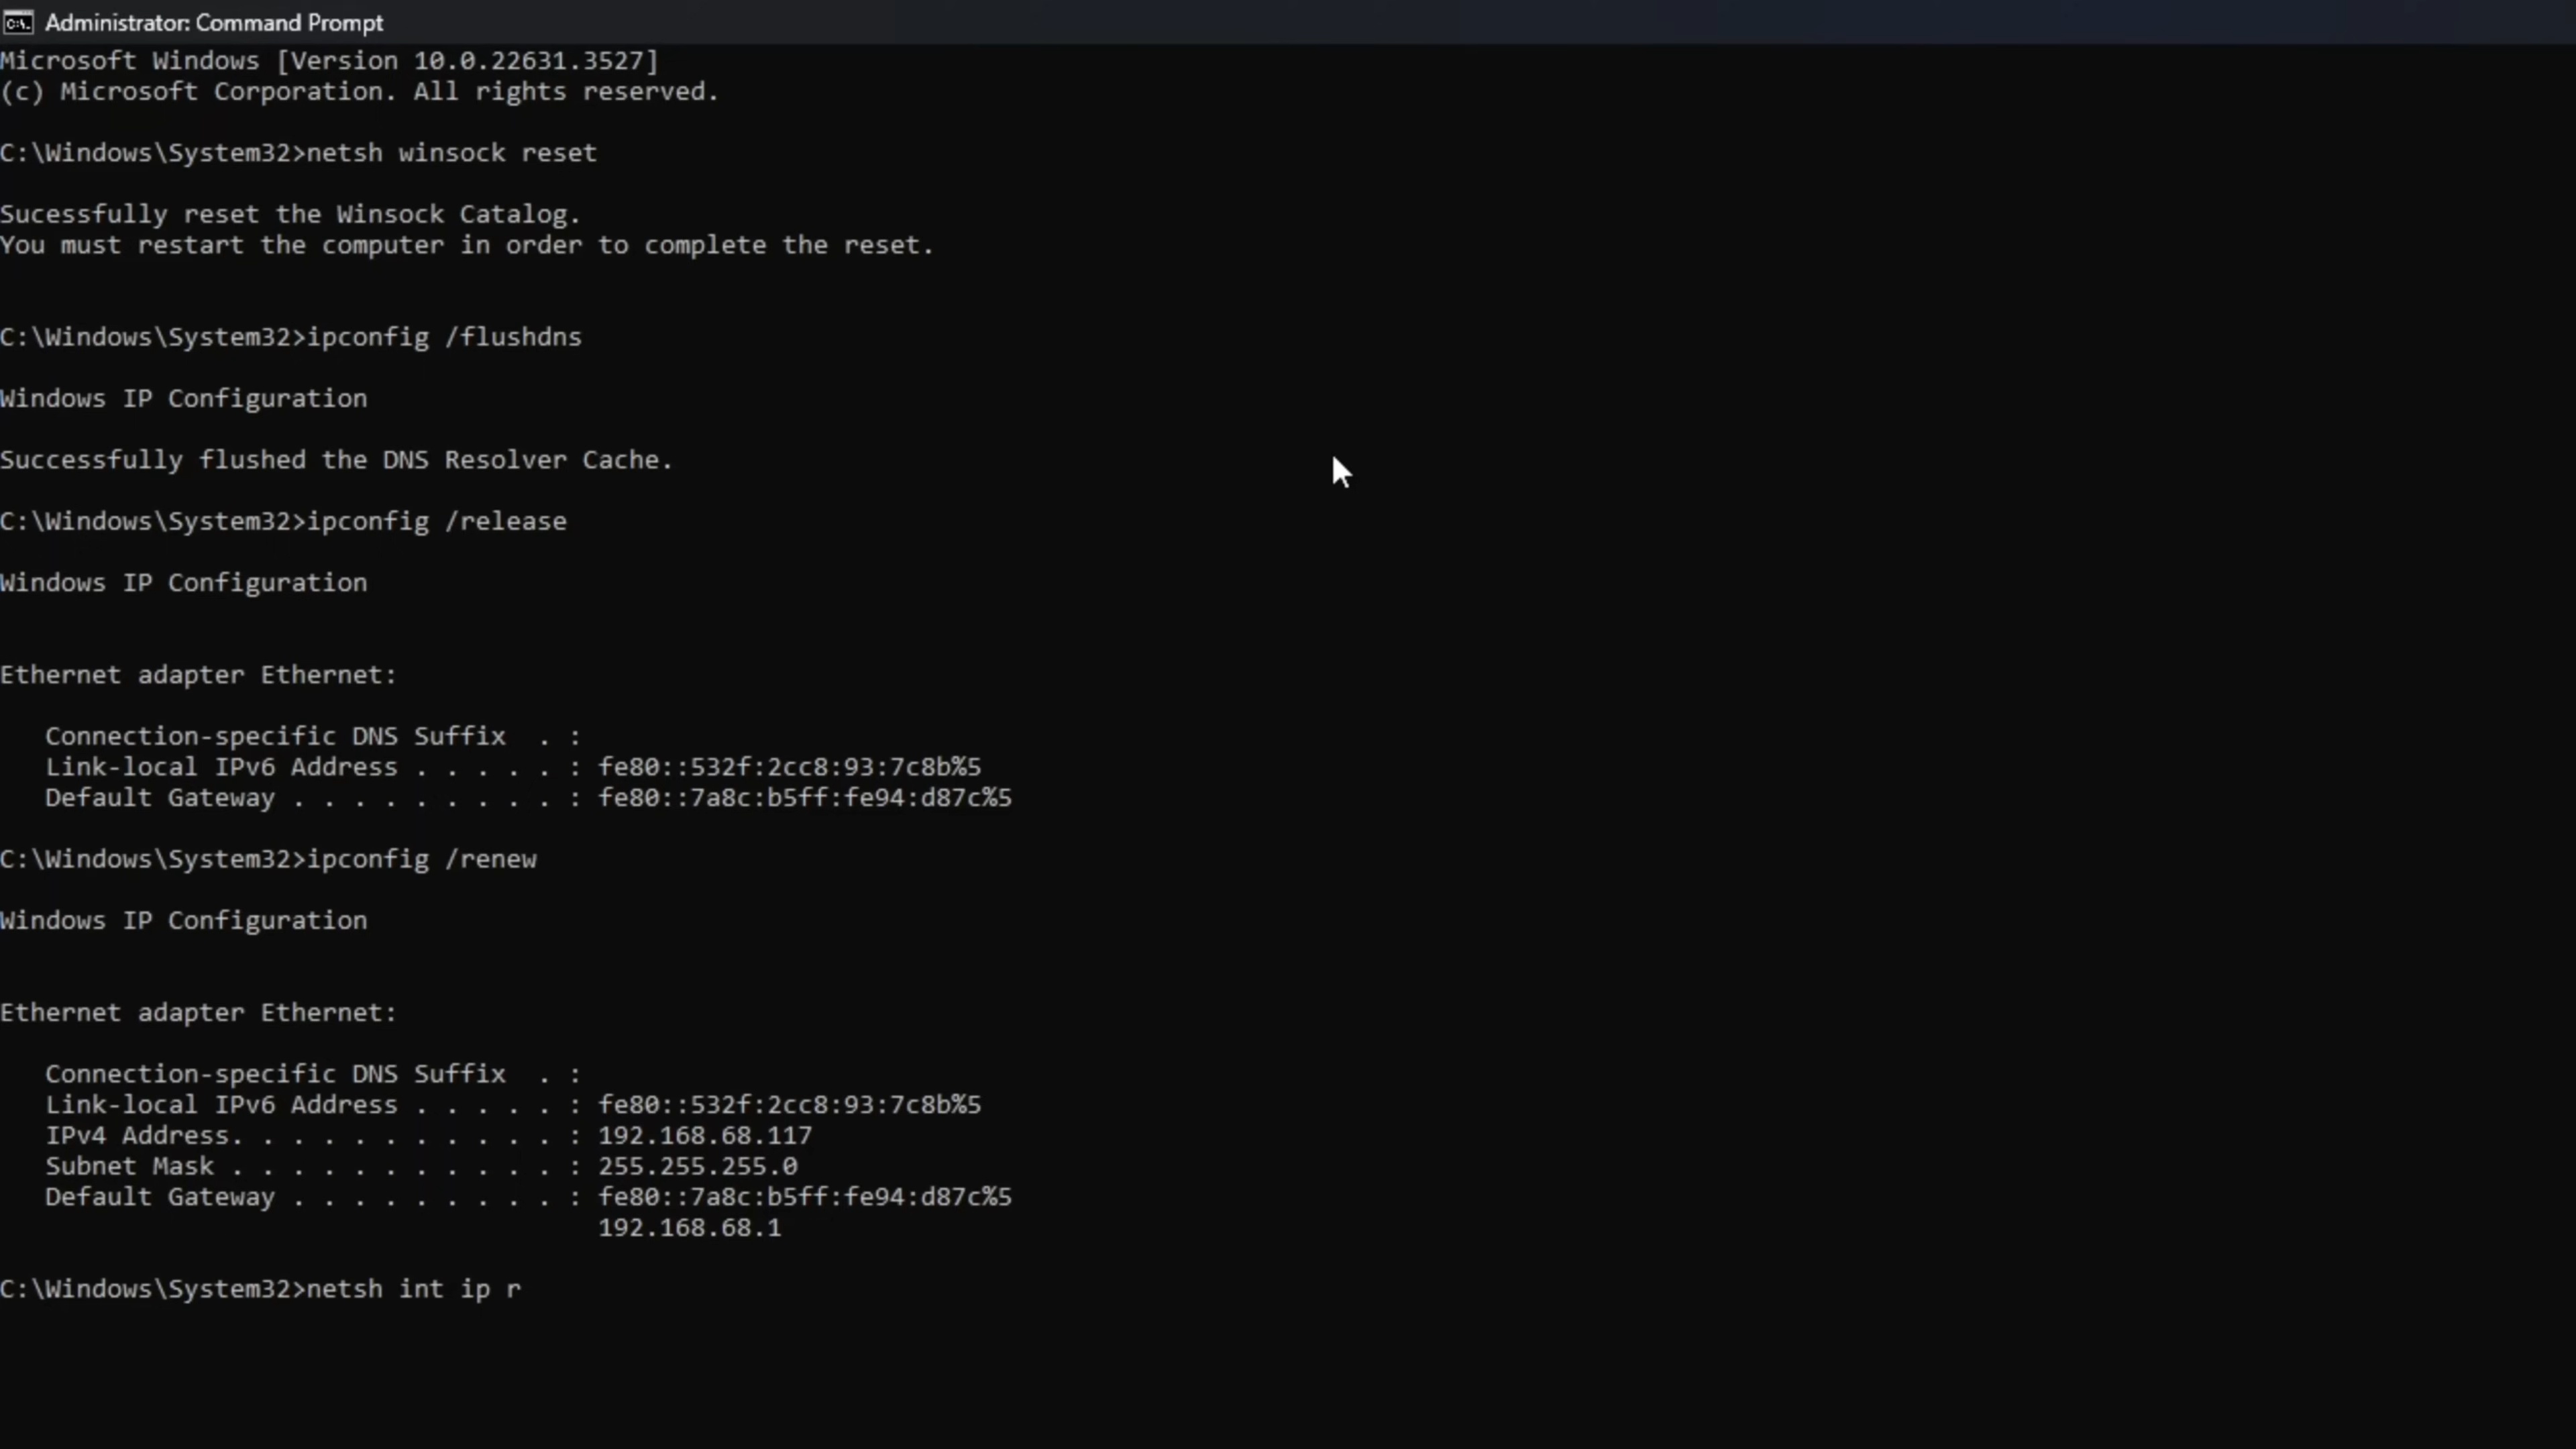 Administrator: Command Prompt
Microsoft Windows [Version 10.0.22631.3527]
(c) Microsoft Corporation. All rights reserved.
C:\Windows\System32>netsh winsock reset
Sucessfully reset the Winsock Catalog.
You must restart the computer in order to complete the reset.
C:\Windows\System32>ipconfig /flushdns
Windows IP Configuration
Successfully flushed the DNS Resolver Cache.
C:\Windows\System32>ipconfig /release
Windows IP Configuration
Ethernet adapter Ethernet:
   Connection-specific DNS Suffix  . :
   Link-local IPv6 Address . . . . . : fe80::532f:2cc8:93:7c8b%5
   Default Gateway . . . . . . . . . : fe80::7a8c:b5ff:fe94:d87c%5
C:\Windows\System32>ipconfig /renew
Windows IP Configuration
Ethernet adapter Ethernet:
   Connection-specific DNS Suffix  . :
   Link-local IPv6 Address . . . . . : fe80::532f:2cc8:93:7c8b%5
   IPv4 Address. . . . . . . . . . . : 192.168.68.117
   Subnet Mask . . . . . . . . . . . : 255.255.255.0
   Default Gateway . . . . . . . . . : fe80::7a8c:b5ff:fe94:d87c%5
                                       192.168.68.1
C:\Windows\System32>netsh int ip r